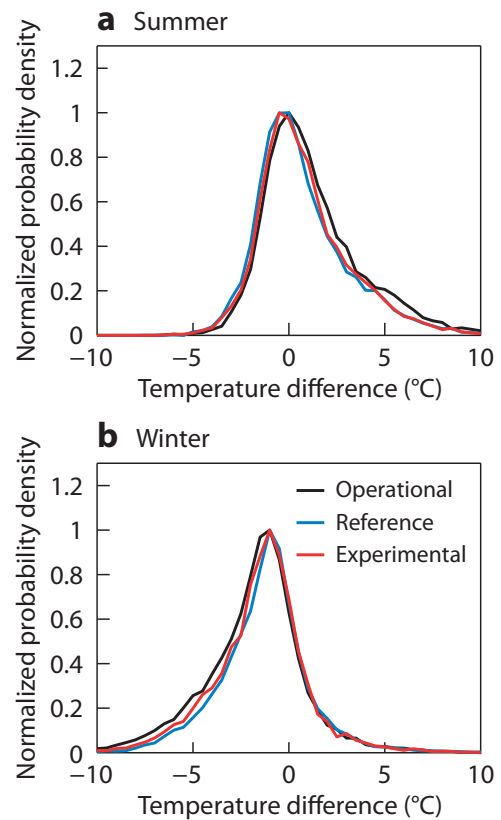 a Summer
Normalized probability density
1.2
1
0.8
0.6
0.4
0.2
0
−10
−5
0
5
10
Temperature difference (°C)
b Winter
Normalized probability density
1.2
1
0.8
0.6
0.4
0.2
0
Operational
Reference
Experimental
−10
−5
0
5
10
Temperature difference (°C)